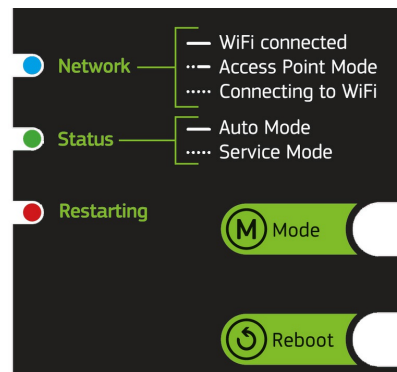 WiFi connected
Network
Access Point Mode
Connecting to WiFi
Auto Mode
Status
Service Mode
Restarting
M Mode
Reboot